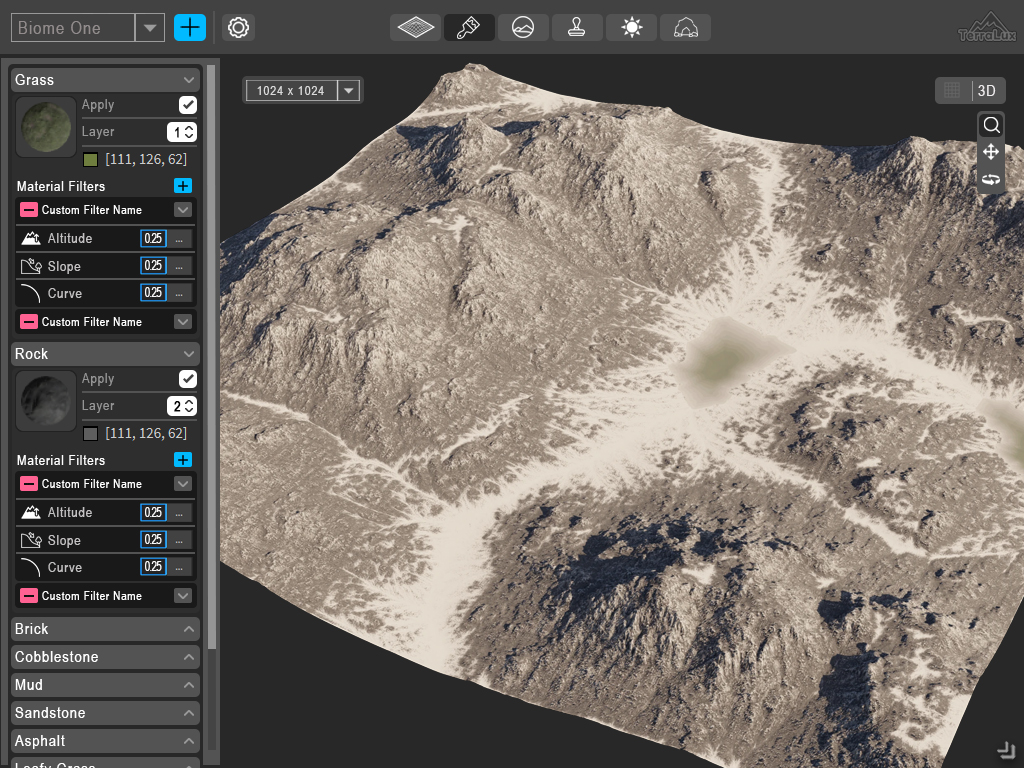 Biome One
TerraLux
Grass
Apply
Layer
1
[111, 126, 62]
Material Filters
Custom Filter Name
Altitude
0.25
...
Slope
0.25
...
Curve
0.25
...
Custom Filter Name
Rock
Apply
Layer
2
[111, 126, 62]
Material Filters
Custom Filter Name
Altitude
0.25
...
Slope
0.25
...
Curve
0.25
...
Custom Filter Name
Brick
Cobblestone
Mud
Sandstone
Asphalt
Leafy Grass
1024 x 1024
3D